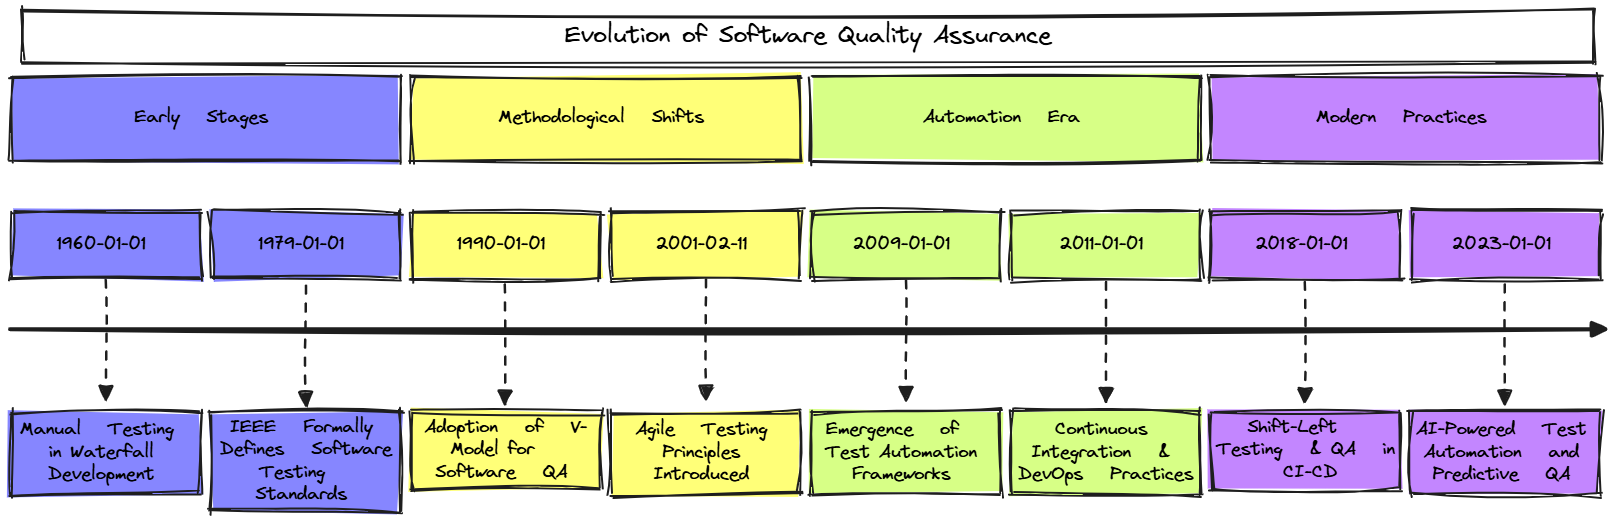 Evolution of Software Quality Assurance
Early Stages
Methodological Shifts
Automation Era
Modern Practices
1960-01-01
1979-01-01
1990-01-01
2001-02-11
2009-01-01
2011-01-01
2018-01-01
2023-01-01
Manual Testing
in Waterfall
Development
IEEE Formally
Defines Software
Testing
Standards
Adoption of V-
Model for
Software QA
Agile Testing
Principles
Introduced
Emergence of
Test Automation
Frameworks
Continuous
Integration &
DevOps Practices
Shift-Left
Testing & QA in
CI-CD
AI-Powered Test
Automation and
Predictive QA